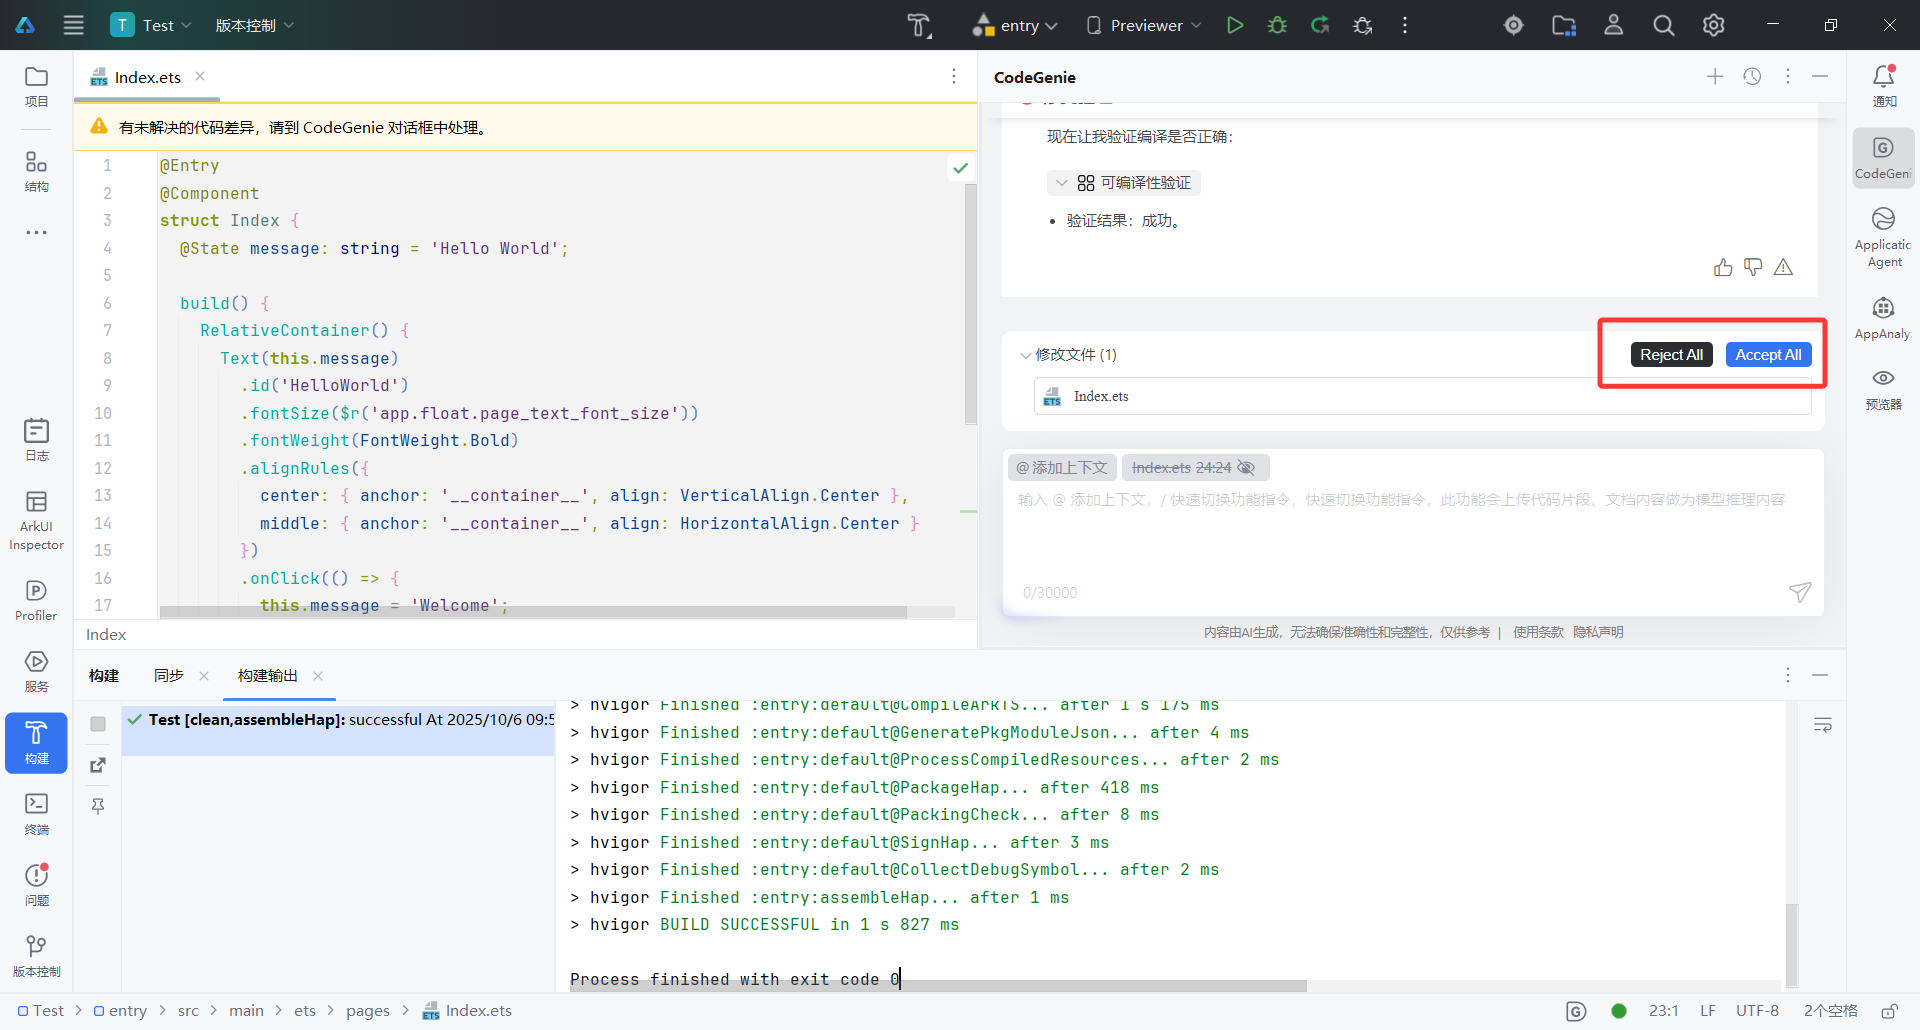 T Test 版本控制 entry Previewer
项目
结构
日志
ArkUI
Inspector
Profiler
服务
构建
终端
问题
版本控制
Index.ets
有未解决的代码差异，请到 CodeGenie 对话框中处理。
1 @Entry
2 @Component
3 struct Index {
4 @State message: string = 'Hello World';
5
6 build() {
7 RelativeContainer() {
8 Text(this.message)
9 .id('HelloWorld')
10 .fontSize($r('app.float.page_text_font_size'))
11 .fontWeight(FontWeight.Bold)
12 .alignRules({
13 center: { anchor: '__container__', align: VerticalAlign.Center },
14 middle: { anchor: '__container__', align: HorizontalAlign.Center }
15 })
16 .onClick(() => {
17 this.message = 'Welcome';
Index
CodeGenie
现在让我验证编译是否正确：
可编译性验证
• 验证结果：成功。
修改文件 (1)
Reject All Accept All
ETS Index.ets
@ 添加上下文 Index.ets 24:24
输入 @ 添加上下文，/ 快速切换功能指令，快速切换功能指令，此功能会上传代码片段、文档内容做为模型推理内容
0/30000
内容由AI生成，无法确保准确性和完整性，仅供参考 | 使用条款 隐私声明
通知
CodeGeni
Applicatic
Agent
AppAnaly
预览器
构建 同步 构建输出
Test [clean,assembleHap]: successful At 2025/10/6 09:5
> hvigor Finished :entry:default@CompileArkTS... after 1 s 175 ms
> hvigor Finished :entry:default@GeneratePkgModuleJson... after 4 ms
> hvigor Finished :entry:default@ProcessCompiledResources... after 2 ms
> hvigor Finished :entry:default@PackageHap... after 418 ms
> hvigor Finished :entry:default@PackingCheck... after 8 ms
> hvigor Finished :entry:default@SignHap... after 3 ms
> hvigor Finished :entry:default@CollectDebugSymbol... after 2 ms
> hvigor Finished :entry:assembleHap... after 1 ms
> hvigor BUILD SUCCESSFUL in 1 s 827 ms
Process finished with exit code 0
Test > entry > src > main > ets > pages > Index.ets
23:1 LF UTF-8 2个空格